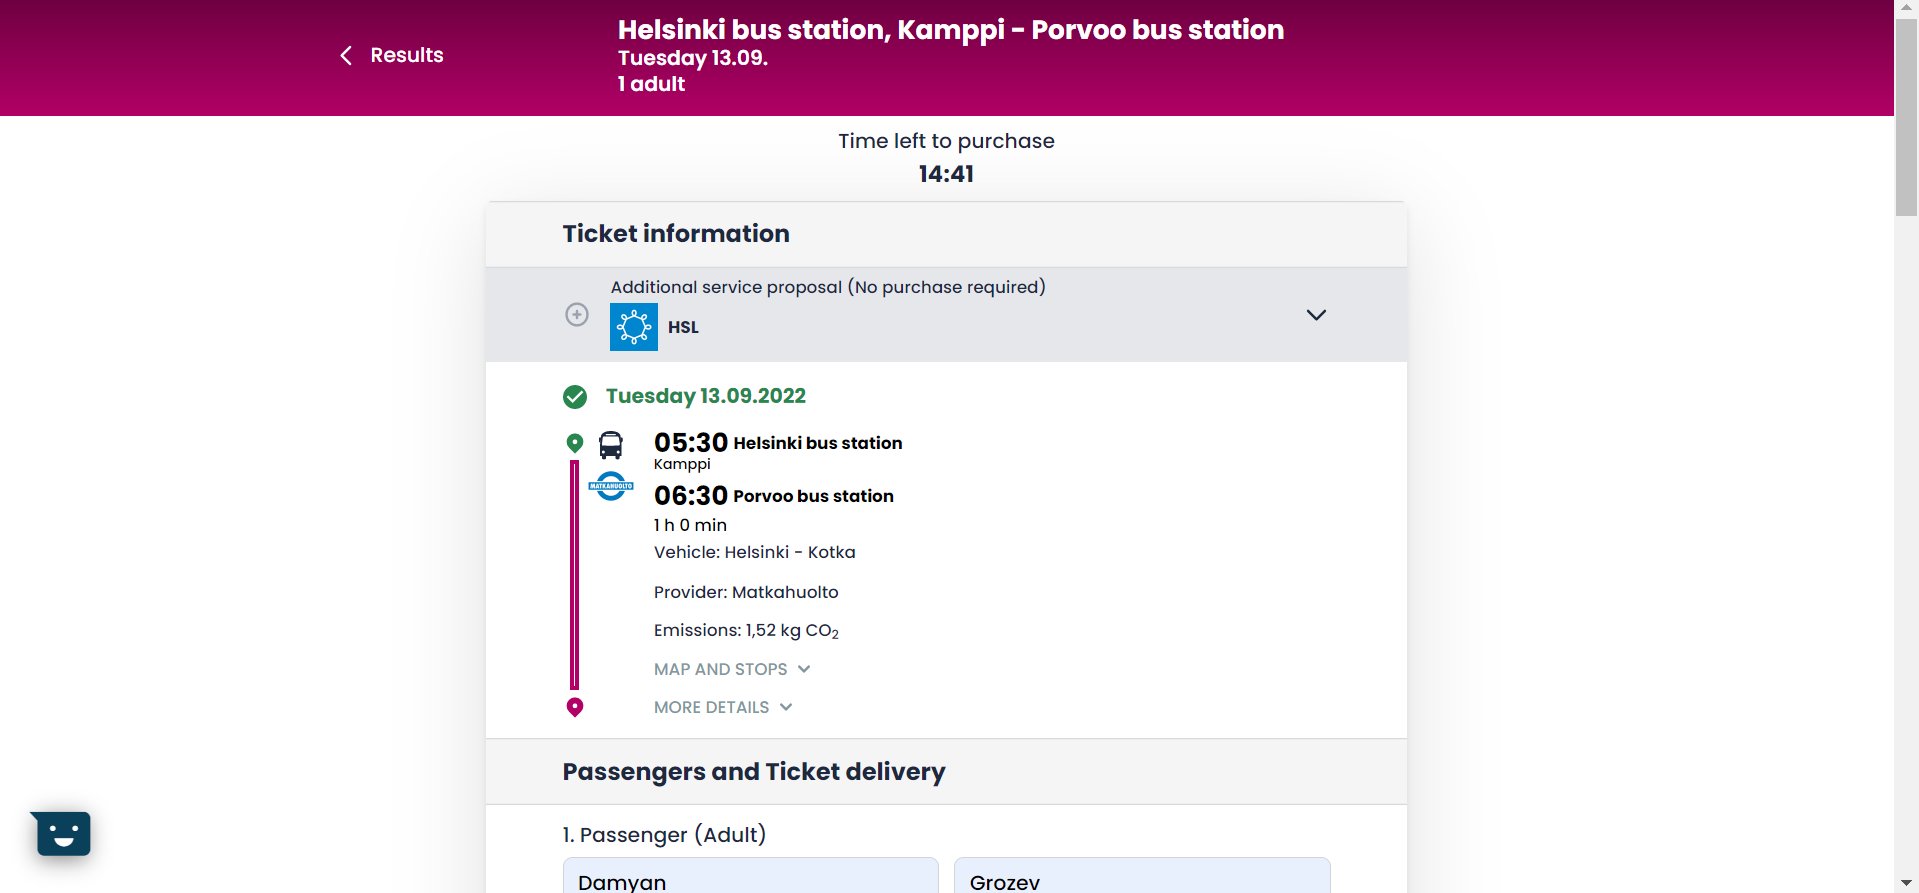 Results
Helsinki bus station, Kamppi - Porvoo bus station
Tuesday 13.09.
1 adult
Time left to purchase
14:41
Ticket information
Additional service proposal (No purchase required)
HSL
Tuesday 13.09.2022
05:30 Helsinki bus station
Kamppi
MATKAHUOLTO
06:30 Porvoo bus station
1 h 0 min
Vehicle: Helsinki - Kotka
Provider: Matkahuolto
Emissions: 1,52 kg CO₂
MAP AND STOPS
MORE DETAILS
Passengers and Ticket delivery
1. Passenger (Adult)
Damyan
Grozev